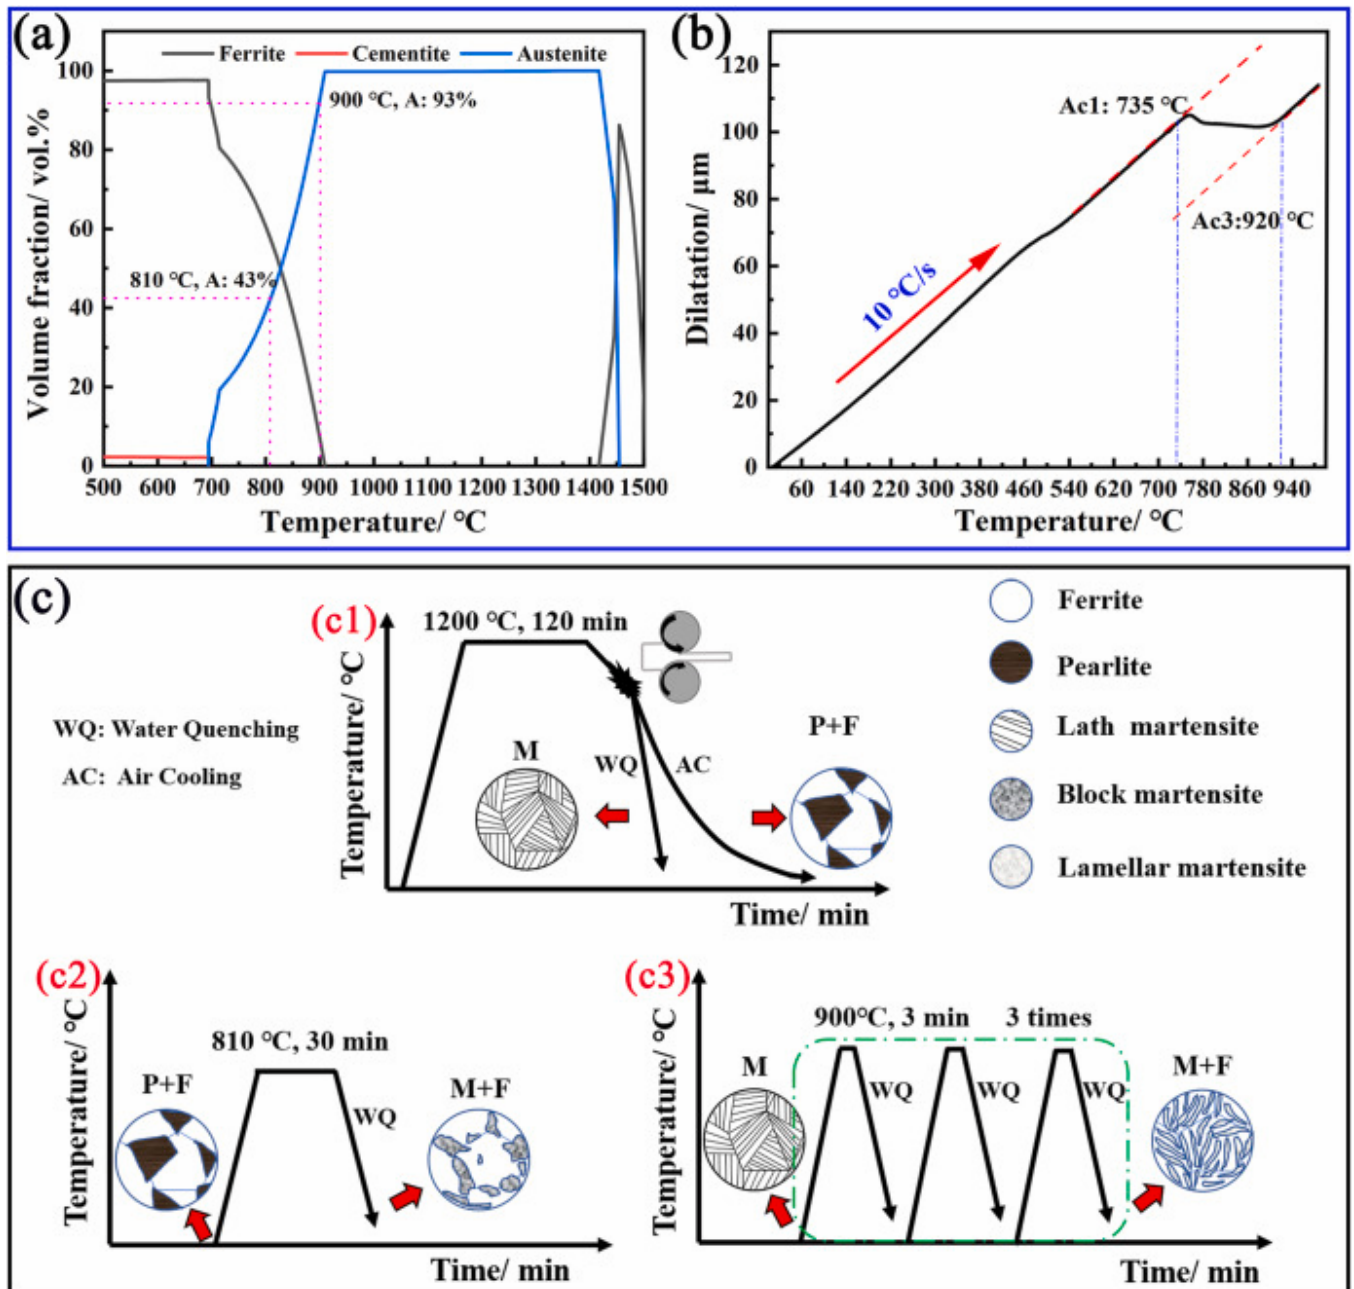 (a)
Ferrite Cementite Austenite
100
80
60
40
20
0
900 °C, A: 93%
810 °C, A: 43%
Volume fraction/ vol.%
500 600 700 800 900 1000 1100 1200 1300 1400 1500
Temperature/ °C
(b)
120
100
80
60
40
20
0
Ac1: 735 °C
Ac3:920 °C
10 °C/s
Dilatation/ μm
60 140 220 300 380 460 540 620 700 780 860 940
Temperature/ °C
(c)
(c1)
1200 °C, 120 min
Temperature/ °C
WQ: Water Quenching
AC: Air Cooling
M
WQ
AC
P+F
Time/ min
Ferrite
Pearlite
Lath martensite
Block martensite
Lamellar martensite
(c2)
810 °C, 30 min
Temperature/ °C
P+F
WQ
M+F
Time/ min
(c3)
900°C, 3 min 3 times
Temperature/ °C
M
WQ
WQ
WQ
M+F
Time/ min